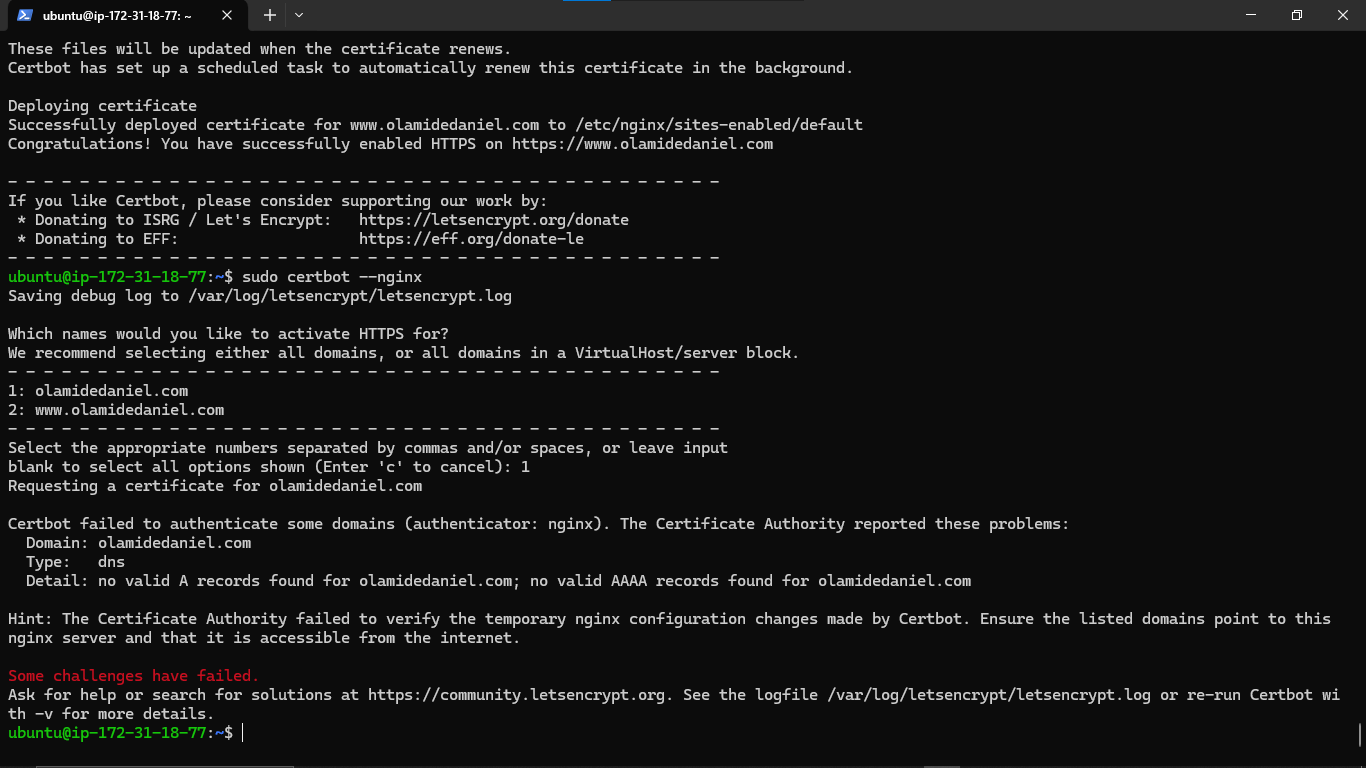 ubuntu@ip-172-31-18-77: ~
These files will be updated when the certificate renews.
Certbot has set up a scheduled task to automatically renew this certificate in the background.
Deploying certificate
Successfully deployed certificate for www.olamidedaniel.com to /etc/nginx/sites-enabled/default
Congratulations! You have successfully enabled HTTPS on https://www.olamidedaniel.com
- - - - - - - - - - - - - - - - - - - - - - - - - - - - - - - - - - - - - - - -
If you like Certbot, please consider supporting our work by:
 * Donating to ISRG / Let's Encrypt:   https://letsencrypt.org/donate
 * Donating to EFF:                    https://eff.org/donate-le
- - - - - - - - - - - - - - - - - - - - - - - - - - - - - - - - - - - - - - - -
ubuntu@ip-172-31-18-77:~$ sudo certbot --nginx
Saving debug log to /var/log/letsencrypt/letsencrypt.log
Which names would you like to activate HTTPS for?
We recommend selecting either all domains, or all domains in a VirtualHost/server block.
- - - - - - - - - - - - - - - - - - - - - - - - - - - - - - - - - - - - - - - -
1: olamidedaniel.com
2: www.olamidedaniel.com
- - - - - - - - - - - - - - - - - - - - - - - - - - - - - - - - - - - - - - - -
Select the appropriate numbers separated by commas and/or spaces, or leave input
blank to select all options shown (Enter 'c' to cancel): 1
Requesting a certificate for olamidedaniel.com
Certbot failed to authenticate some domains (authenticator: nginx). The Certificate Authority reported these problems:
  Domain: olamidedaniel.com
  Type:   dns
  Detail: no valid A records found for olamidedaniel.com; no valid AAAA records found for olamidedaniel.com
Hint: The Certificate Authority failed to verify the temporary nginx configuration changes made by Certbot. Ensure the listed domains point to this
nginx server and that it is accessible from the internet.
Some challenges have failed.
Ask for help or search for solutions at https://community.letsencrypt.org. See the logfile /var/log/letsencrypt/letsencrypt.log or re-run Certbot wi
th -v for more details.
ubuntu@ip-172-31-18-77:~$